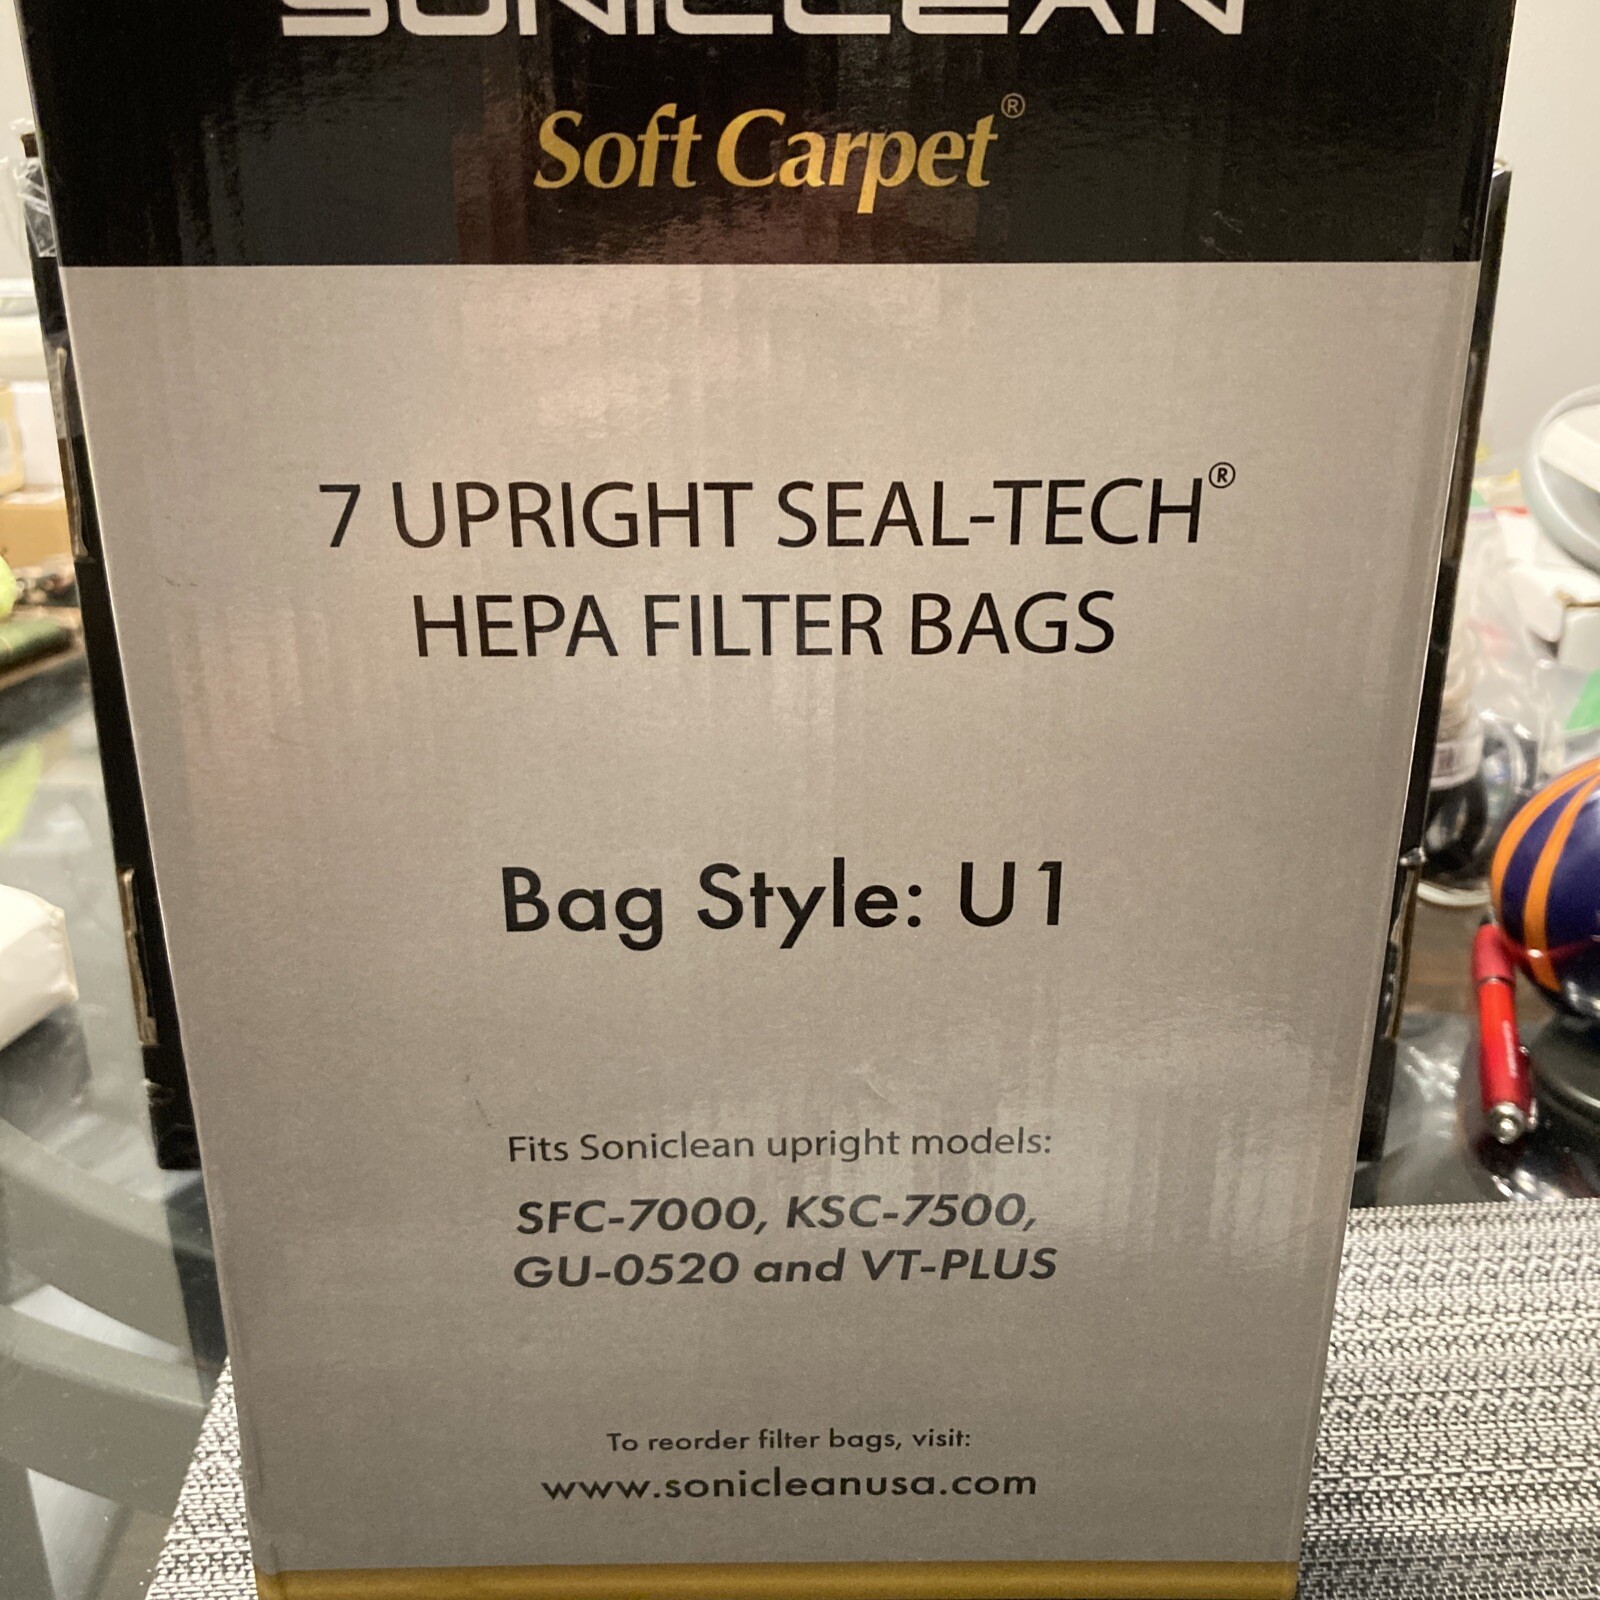 SONICLEAN
Soft Carpet®
7 UPRIGHT SEAL-TECH®
HEPA FILTER BAGS
Bag Style: U1
Fits Soniclean upright models:
SFC-7000, KSC-7500,
GU-0520 and VT-PLUS
To reorder filter bags, visit:
www.sonicleanusa.com